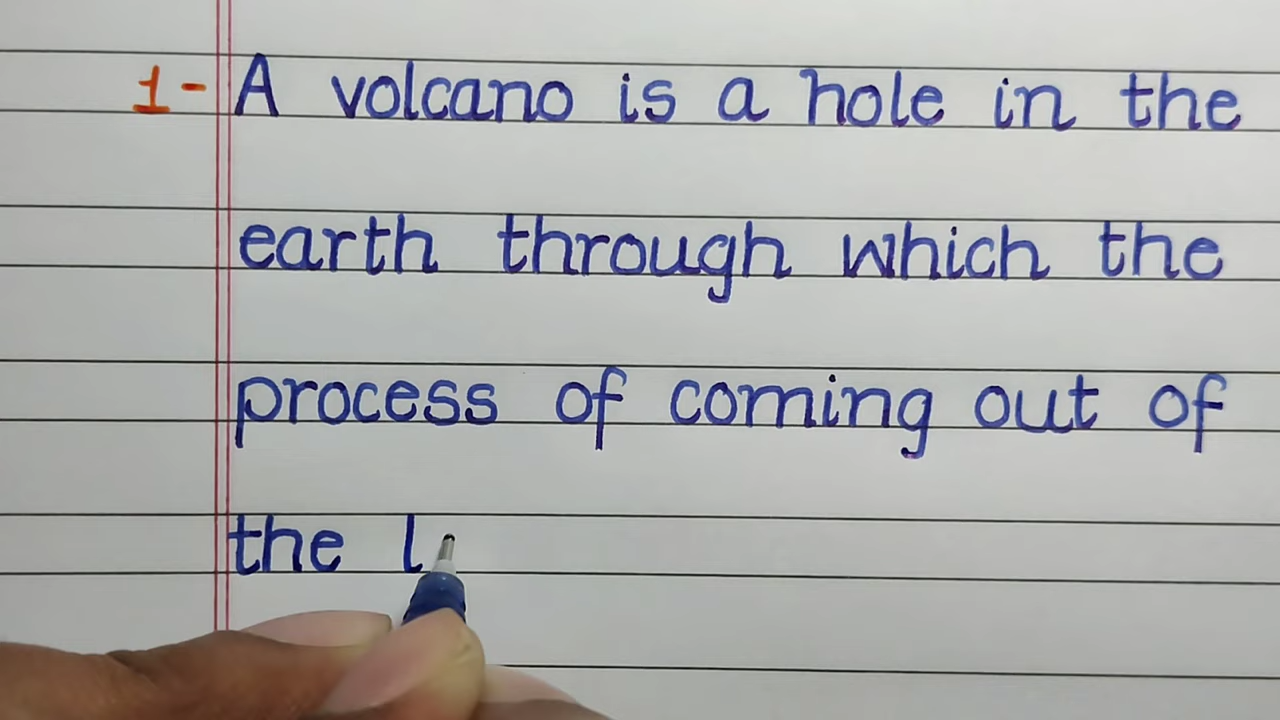 1- A volcano is a hole in the
earth through which the
process of coming out of
the l